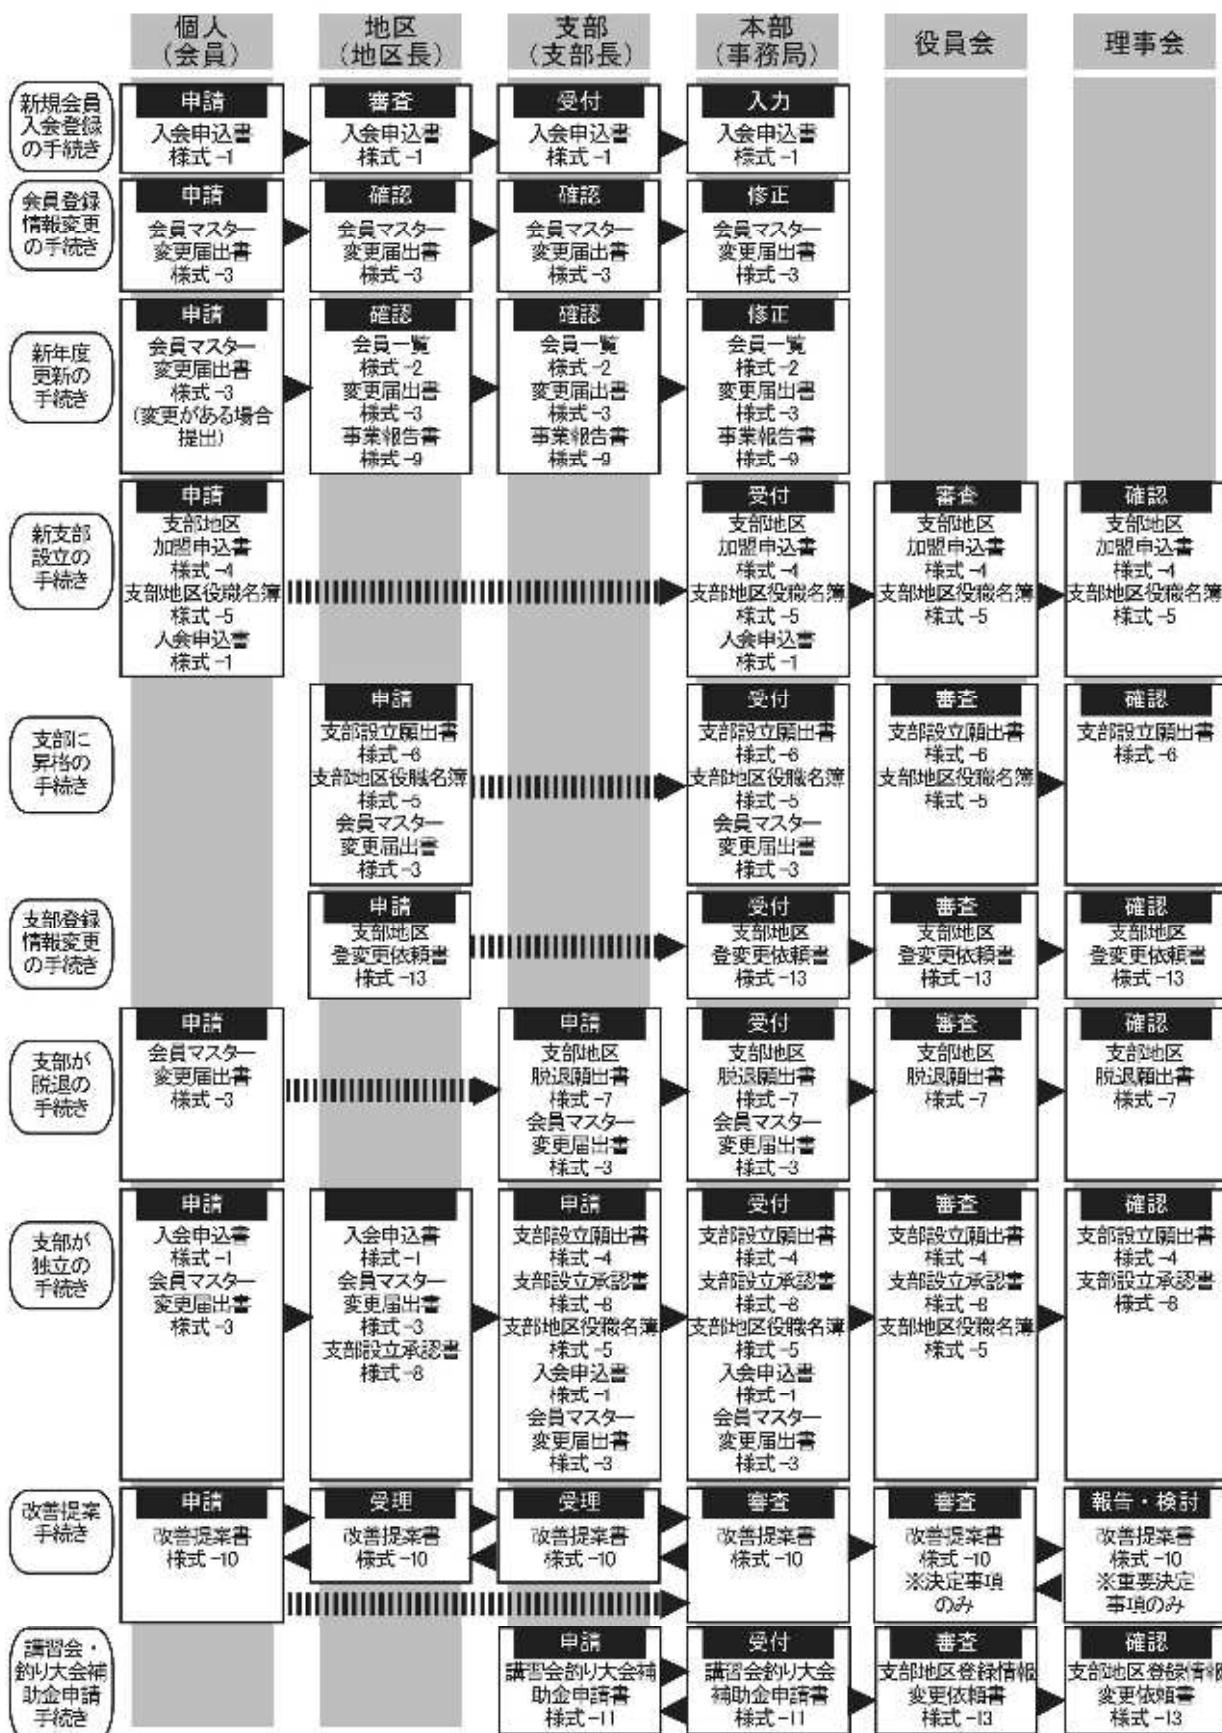 個人
(会員)
地区
(地区長)
支部
(支部長)
本部
(事務局)
役員会
理事会
新規会員
入会登録
の手続き
申請
入会申込書
様式-1
審査
入会申込書
様式-1
受付
入会申込書
様式-1
入力
入会申込書
様式-1
会員登録
情報変更
の手続き
申請
会員マスター
変更届出書
様式-3
確認
会員マスター
変更届出書
様式-3
確認
会員マスター
変更届出書
様式-3
修正
会員マスター
変更届出書
様式-3
新年度
更新の
手続き
申請
会員マスター
変更届出書
様式-3
(変更がある場合
提出)
確認
会員一覧
様式-2
変更届出書
様式-3
事業報告書
様式-9
確認
会員一覧
様式-2
変更届出書
様式-3
事業報告書
様式-9
修正
会員一覧
様式-2
変更届出書
様式-3
事業報告書
様式-9
新支部
設立の
手続き
申請
支部地区
加盟申込書
様式-4
支部地区役職名簿
様式-5
入会申込書
様式-1
受付
支部地区
加盟申込書
様式-4
支部地区役職名簿
様式-5
入会申込書
様式-1
審査
支部地区
加盟申込書
様式-4
支部地区役職名簿
様式-5
確認
支部地区
加盟申込書
様式-4
支部地区役職名簿
様式-5
支部に
昇格の
手続き
申請
支部設立願出書
様式-6
支部地区役職名簿
様式-5
会員マスター
変更届出書
様式-3
受付
支部設立願出書
様式-6
支部地区役職名簿
様式-5
会員マスター
変更届出書
様式-3
審査
支部設立願出書
様式-6
支部地区役職名簿
様式-5
確認
支部設立願出書
様式-6
支部登録
情報変更
の手続き
申請
支部地区
登変更依頼書
様式-13
受付
支部地区
登変更依頼書
様式-13
審査
支部地区
登変更依頼書
様式-13
確認
支部地区
登変更依頼書
様式-13
支部が
脱退の
手続き
申請
会員マスター
変更届出書
様式-3
申請
支部地区
脱退願出書
様式-7
会員マスター
変更届出書
様式-3
受付
支部地区
脱退願出書
様式-7
会員マスター
変更届出書
様式-3
審査
支部地区
脱退願出書
様式-7
確認
支部地区
脱退願出書
様式-7
支部が
独立の
手続き
申請
入会申込書
様式-1
会員マスター
変更届出書
様式-3
入会申込書
様式-1
会員マスター
変更届出書
様式-3
支部設立承認書
様式-8
申請
支部設立願出書
様式-4
支部設立承認書
様式-8
支部地区役職名簿
様式-5
入会申込書
様式-1
会員マスター
変更届出書
様式-3
受付
支部設立願出書
様式-4
支部設立承認書
様式-8
支部地区役職名簿
様式-5
入会申込書
様式-1
会員マスター
変更届出書
様式-3
審査
支部設立願出書
様式-4
支部設立承認書
様式-8
支部地区役職名簿
様式-5
確認
支部設立願出書
様式-4
支部設立承認書
様式-8
改善提案
手続き
申請
改善提案書
様式-10
受理
改善提案書
様式-10
受理
改善提案書
様式-10
審査
改善提案書
様式-10
審査
改善提案書
様式-10
※決定事項
のみ
報告・検討
改善提案書
様式-10
※重要決定
事項のみ
講習会・
釣り大会補
助金申請
手続き
申請
講習会釣り大会補
助金申請書
様式-11
受付
講習会釣り大会
補助金申請書
様式-11
審査
支部地区登録情報
変更依頼書
様式-13
確認
支部地区登録情報
変更依頼書
様式-13